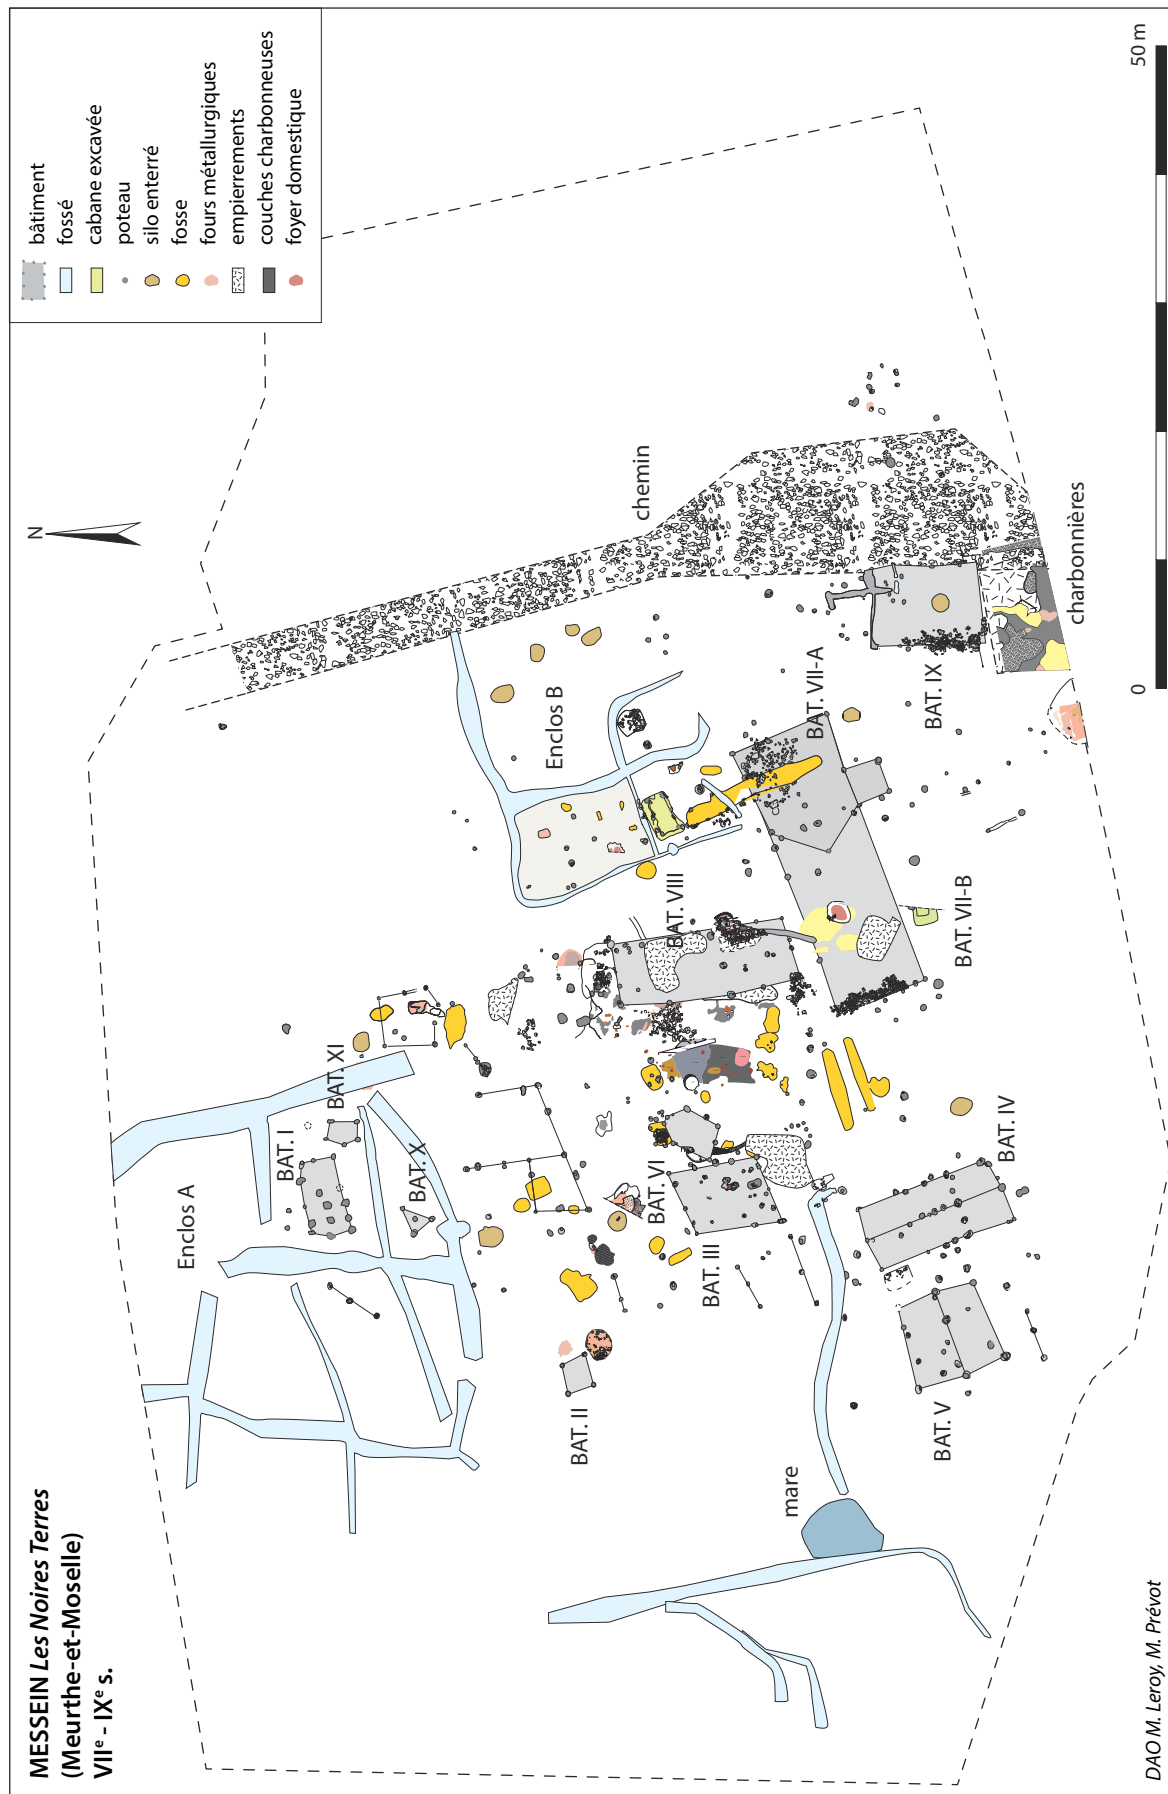 MESSEIN Les Noires Terres
(Meurthe-et-Moselle)
VIIe - IXe s.
bâtiment
fossé
cabane excavée
poteau
silo enterré
fosse
fours métallurgiques
empierrements
couches charbonneuses
foyer domestique
N
Enclos A
BAT. I
BAT. XI
BAT. X
BAT. II
BAT. VI
BAT. III
BAT. VIII
Enclos B
chemin
BAT. VII-A
BAT. VII-B
BAT. IX
charbonnières
BAT. IV
BAT. V
mare
0
50 m
DAO M. Leroy, M. Prévot